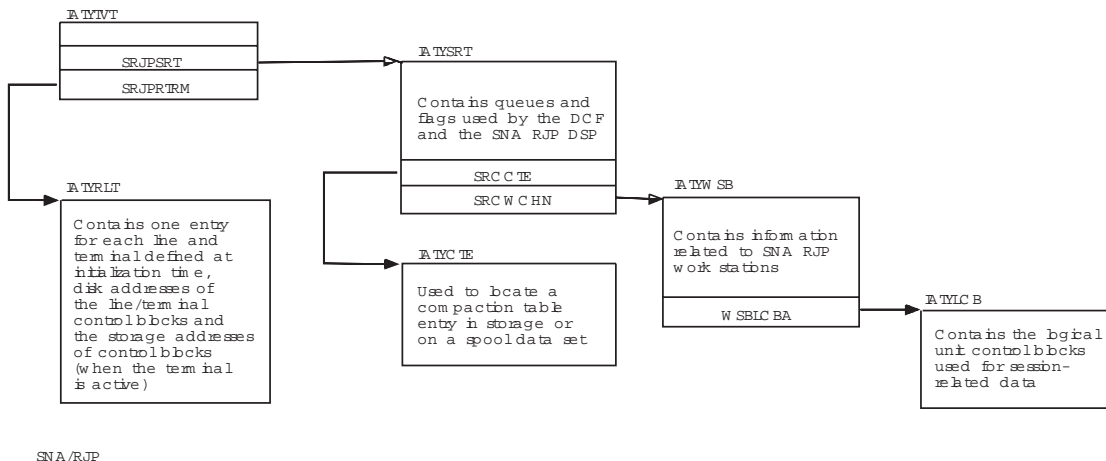 IATYTVT
SRJPSRT
SRJPRTRM
IATYSRT
Contains queues and
flags used by the DCF
and the SNA RJP DSP
SRCCTE
SRCWCHN
IATYRLT
Contains one entry
for each line and
terminal defined at
initialization time,
disk addresses of
the line/terminal
control blocks and
the storage addresses
of control blocks
(when the terminal
is active)
IATYCTE
Used to locate a
compaction table
entry in storage or
on a spool data set
IATYWSB
Contains information
related to SNA RJP
work stations
WSBLCBA
IATYLCB
Contains the logical
unit control blocks
used for session-
related data
SNA/RJP